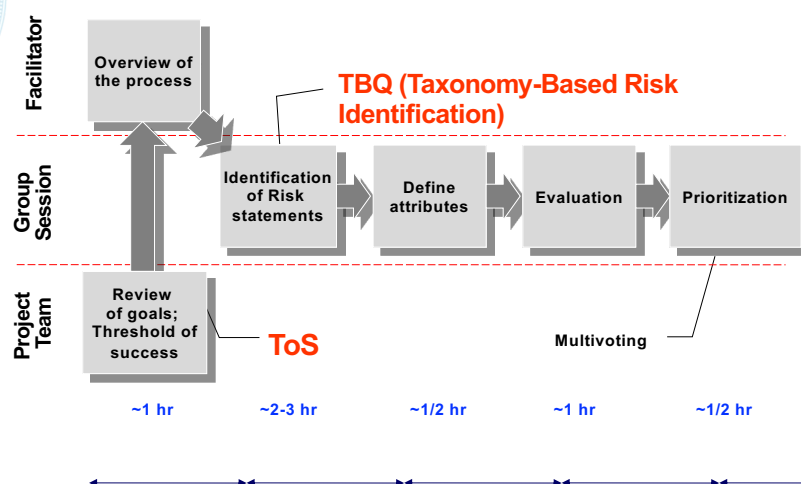 Facilitator
Overview of
the process
TBQ (Taxonomy-Based Risk
Identification)
Group
Session
Identification
of Risk
statements
Define
attributes
Evaluation
Prioritization
Project
Team
Review
of goals;
Threshold of
success
ToS
Multivoting
~1 hr
~2-3 hr
~1/2 hr
~1 hr
~1/2 hr